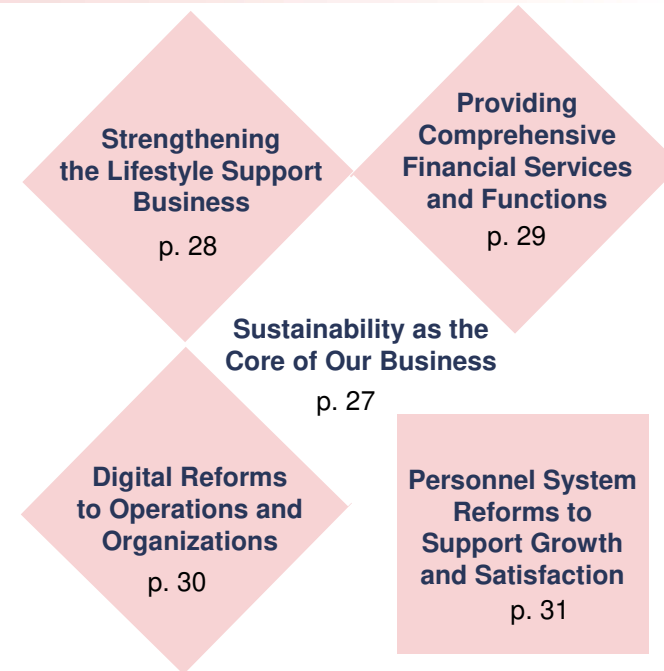 Strengthening
the Lifestyle Support
Business
p. 28
Providing
Comprehensive
Financial Services
and Functions
p. 29
Sustainability as the
Core of Our Business
p. 27
Digital Reforms
to Operations and
Organizations
p. 30
Personnel System
Reforms to
Support Growth
and Satisfaction
p. 31